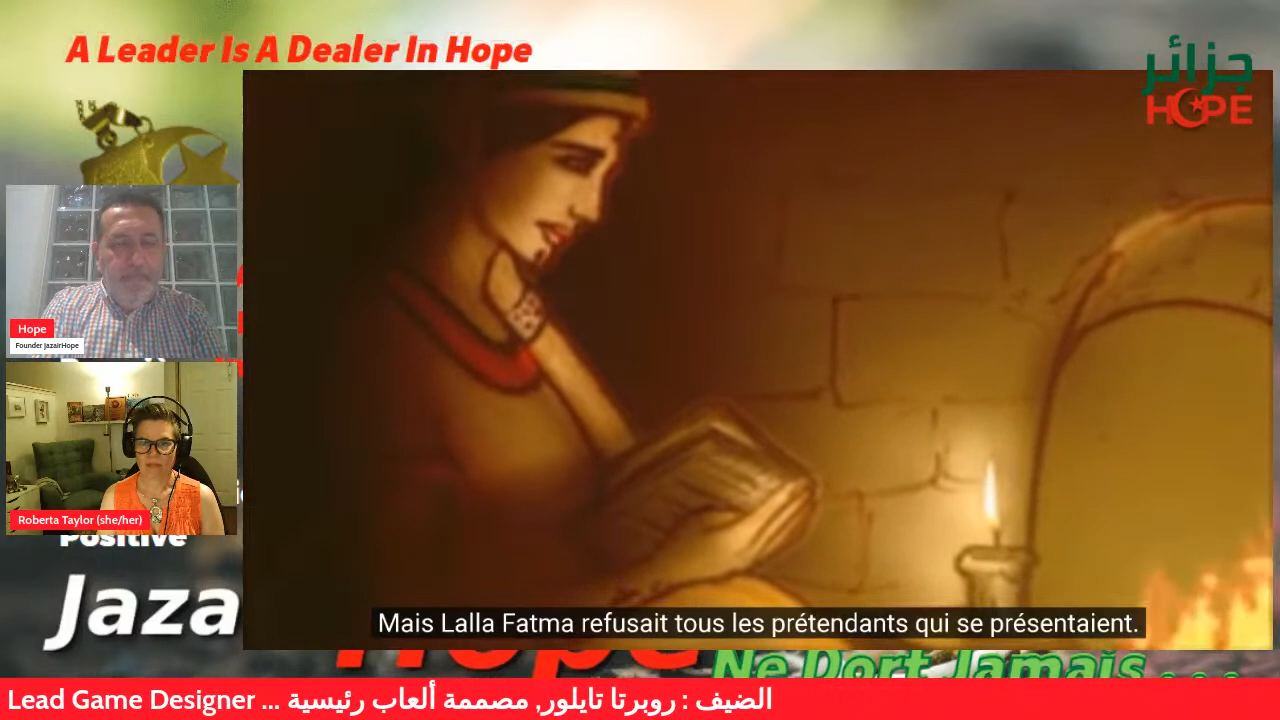 A Leader Is A Dealer In Hope
جزائر
HOPE
Hope
Founder JazairHope
Roberta Taylor (she/her)
Positive
Jaza
Hope
Ne Dort Jamais . . .
Mais Lalla Fatma refusait tous les prétendants qui se présentaient.
الضيف : روبرتا تايلور, مصممة ألعاب رئيسية ... Lead Game Designer